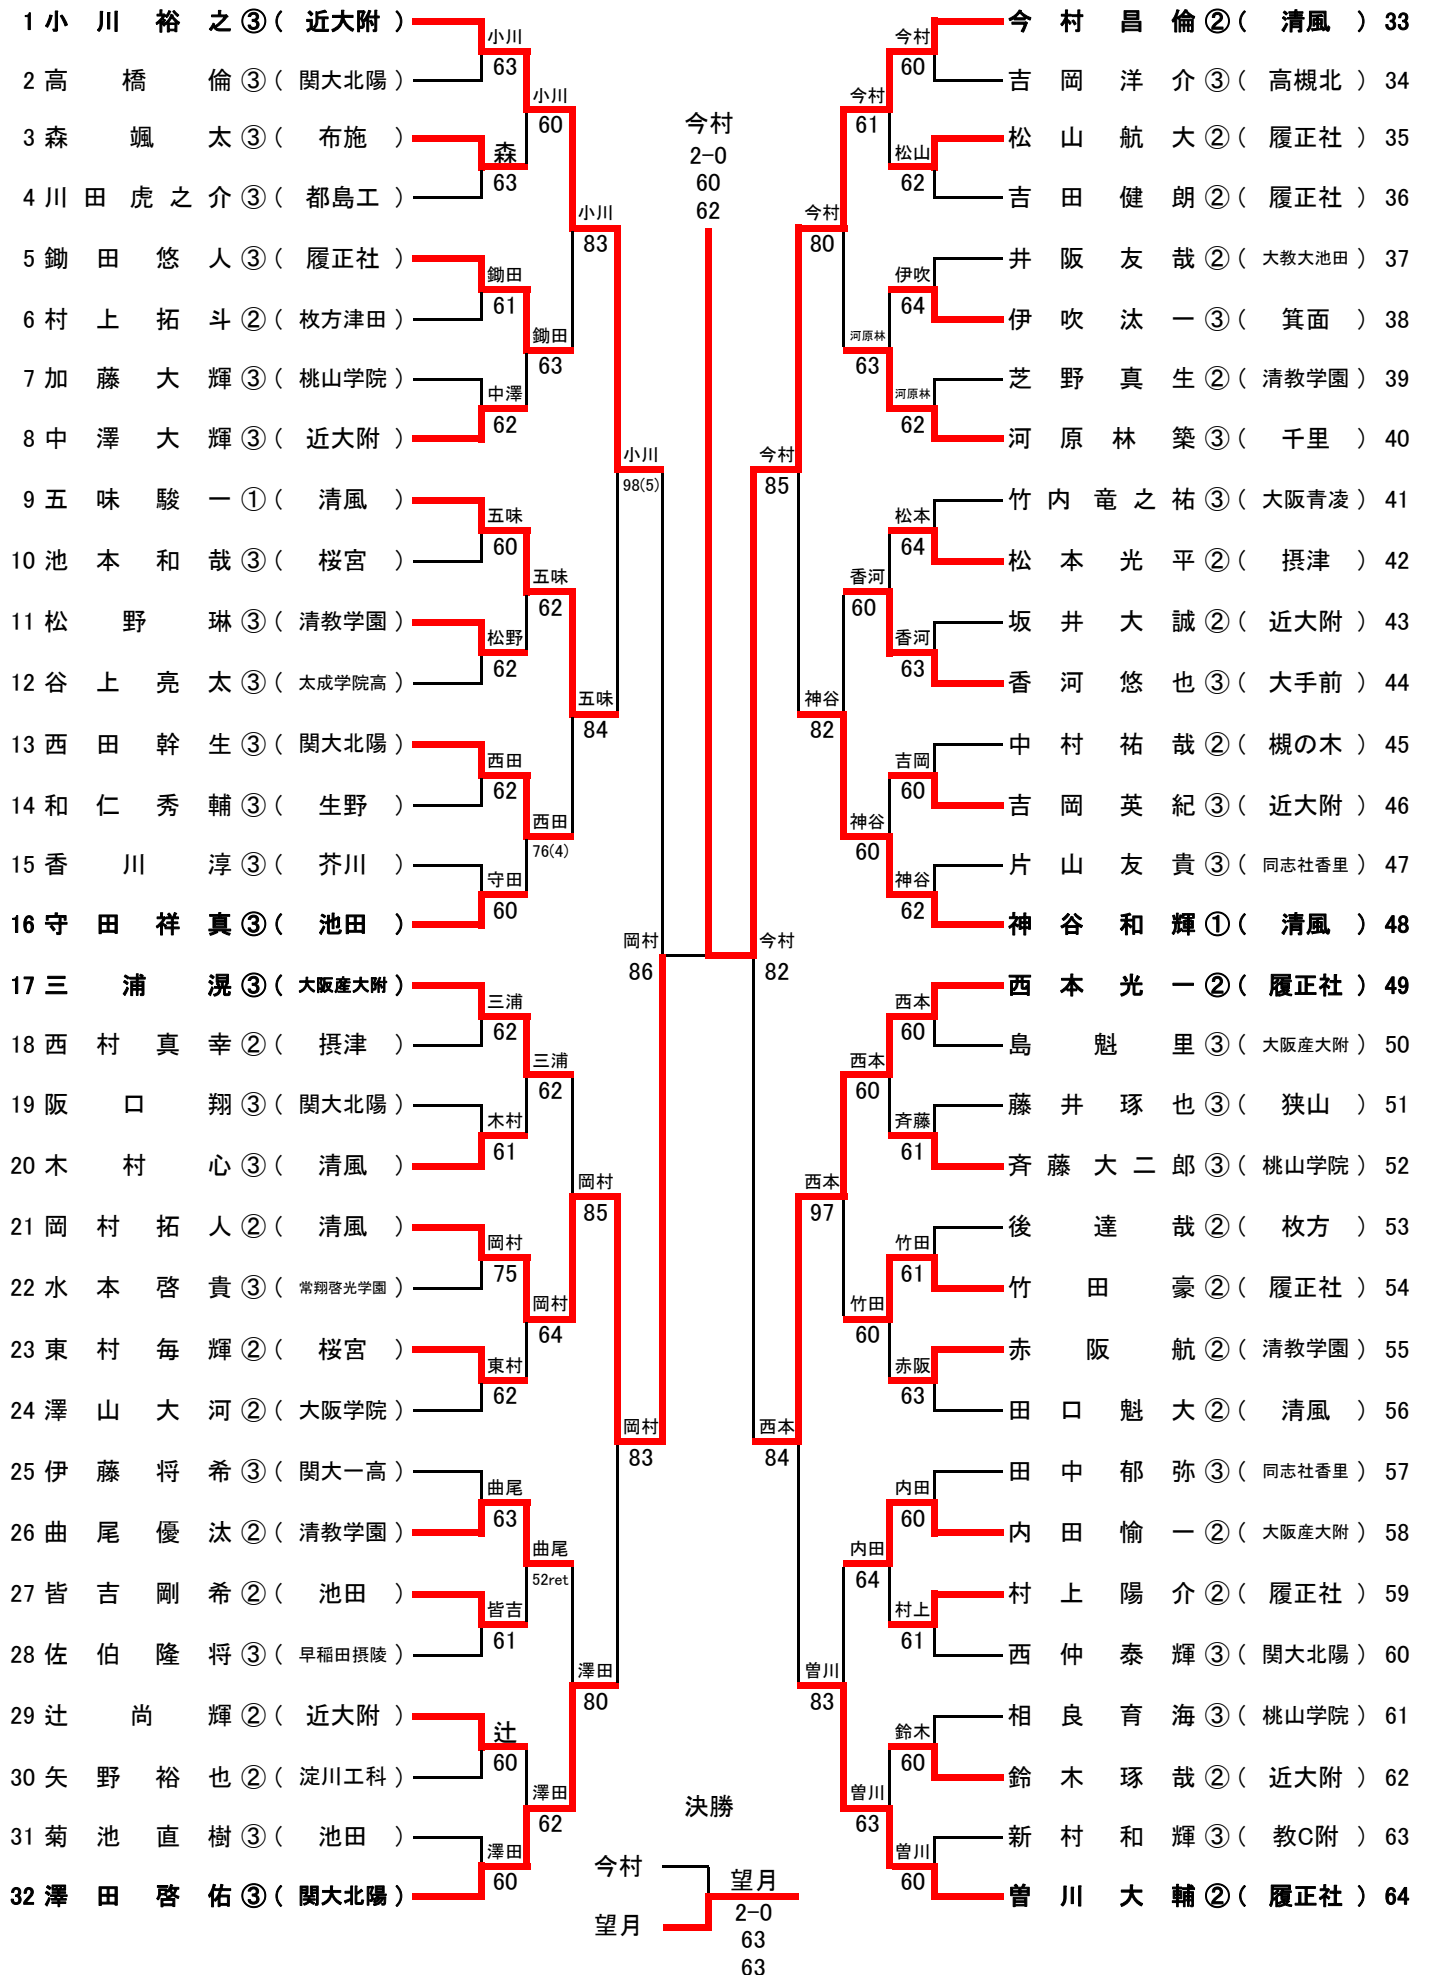 1 小川裕之③(近大附)
2 高橋倫③(関大北陽)
3 森颯太③(布施)
4 川田虎之介③(都島工)
5 鋤田悠人③(履正社)
6 村上拓斗②(枚方津田)
7 加藤大輝③(桃山学院)
8 中澤大輝③(近大附)
9 五味駿一①(清風)
10 池本和哉③(桜宮)
11 松野琳③(清教学園)
12 谷上亮太③(太成学院高)
13 西田幹生③(関大北陽)
14 和仁秀輔③(生野)
15 香川淳③(芥川)
16 守田祥真③(池田)
17 三浦滉③(大阪産大附)
18 西村真幸②(摂津)
19 阪口翔③(関大北陽)
20 木村心③(清風)
21 岡村拓人②(清風)
22 水本啓貴③(常翔啓光学園)
23 東村毎輝②(桜宮)
24 澤山大河②(大阪学院)
25 伊藤将希③(関大一高)
26 曲尾優汰②(清教学園)
27 皆吉剛希②(池田)
28 佐伯隆将③(早稲田摂陵)
29 辻尚輝②(近大附)
30 矢野裕也②(淀川工科)
31 菊池直樹③(池田)
32 澤田啓佑③(関大北陽)
小川
63
森
63
鋤田
61
中澤
62
五味
60
松野
62
西田
62
守田
60
三浦
62
木村
61
岡村
75
東村
62
曲尾
63
皆吉
61
辻
60
澤田
60
小川
60
鋤田
63
五味
62
西田
76(4)
三浦
62
岡村
64
曲尾
52ret
澤田
62
小川
83
五味
84
岡村
85
澤田
80
小川
98(5)
岡村
83
岡村
86
今村
2-0
60
62
今村
82
今村
85
西本
84
今村
80
神谷
82
西本
97
曽川
83
今村
61
河原林
63
香河
60
神谷
60
西本
60
竹田
60
内田
64
曽川
63
今村
60
松山
62
伊吹
64
河原林
62
松本
64
香河
63
吉岡
60
神谷
62
西本
60
斉藤
61
竹田
61
赤阪
63
内田
60
村上
61
鈴木
60
曽川
60
今村昌倫②(清風) 33
吉岡洋介③(高槻北) 34
松山航大②(履正社) 35
吉田健朗②(履正社) 36
井阪友哉②(大教大池田) 37
伊吹汰一③(箕面) 38
芝野真生②(清教学園) 39
河原林築③(千里) 40
竹内竜之祐③(大阪青凌) 41
松本光平②(摂津) 42
坂井大誠②(近大附) 43
香河悠也③(大手前) 44
中村祐哉②(槻の木) 45
吉岡英紀③(近大附) 46
片山友貴③(同志社香里) 47
神谷和輝①(清風) 48
西本光一②(履正社) 49
島魁里③(大阪産大附) 50
藤井琢也③(狭山) 51
斉藤大二郎③(桃山学院) 52
後達哉②(枚方) 53
竹田豪②(履正社) 54
赤阪航②(清教学園) 55
田口魁大②(清風) 56
田中郁弥③(同志社香里) 57
内田愉一②(大阪産大附) 58
村上陽介②(履正社) 59
西仲泰輝③(関大北陽) 60
相良育海③(桃山学院) 61
鈴木琢哉②(近大附) 62
新村和輝③(教C附) 63
曽川大輔②(履正社) 64
決勝
今村
望月
望月
2-0
63
63